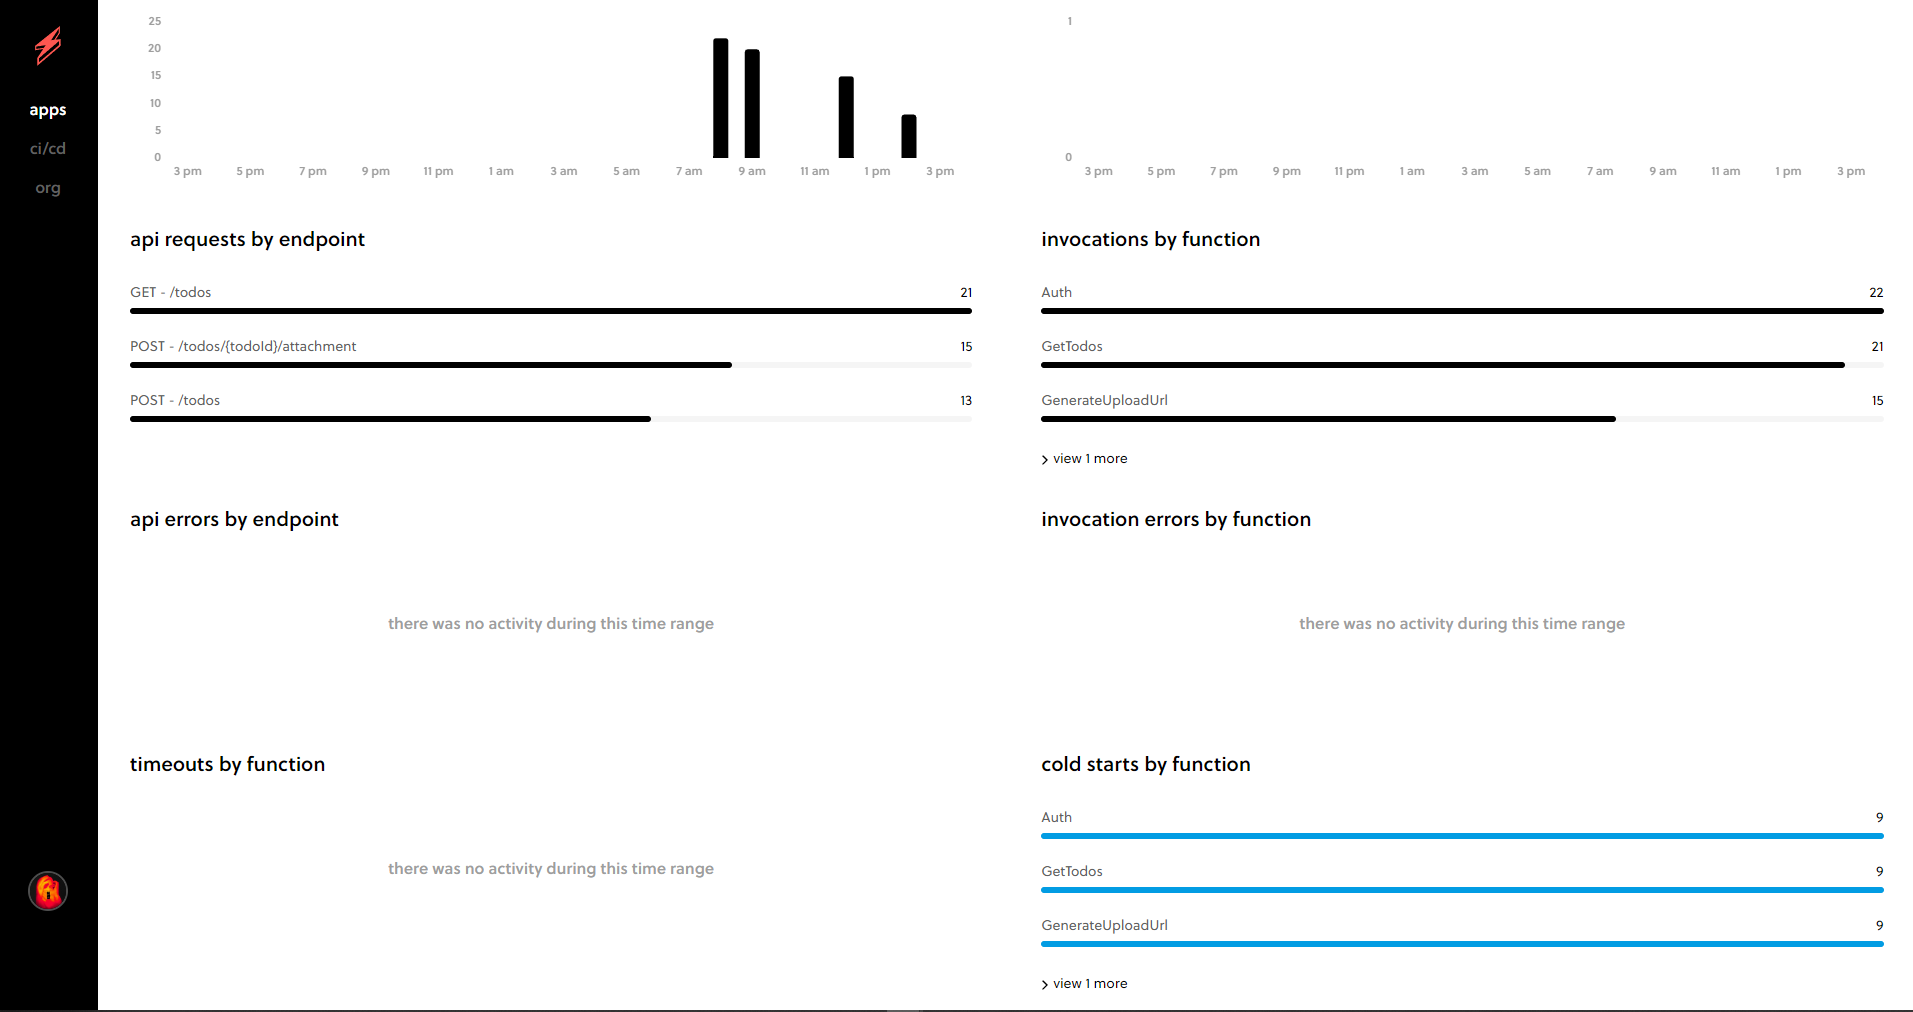 apps
ci/cd
org
25
20
15
10
5
0
3 pm 5 pm 7 pm 9 pm 11 pm 1 am 3 am 5 am 7 am 9 am 11 am 1 pm 3 pm
1
0
3 pm 5 pm 7 pm 9 pm 11 pm 1 am 3 am 5 am 7 am 9 am 11 am 1 pm 3 pm
api requests by endpoint
GET - /todos 21
POST - /todos/{todoId}/attachment 15
POST - /todos 13
invocations by function
Auth 22
GetTodos 21
GenerateUploadUrl 15
> view 1 more
api errors by endpoint
there was no activity during this time range
invocation errors by function
there was no activity during this time range
timeouts by function
there was no activity during this time range
cold starts by function
Auth 9
GetTodos 9
GenerateUploadUrl 9
> view 1 more